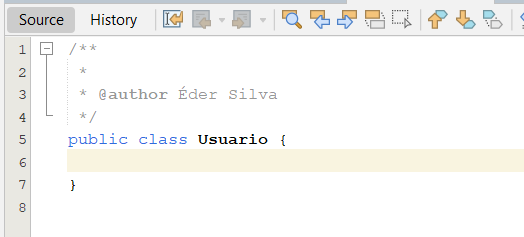 Source History
1 /**
2 *
3 * @author Éder Silva
4 */
5 public class Usuario {
6
7 }
8